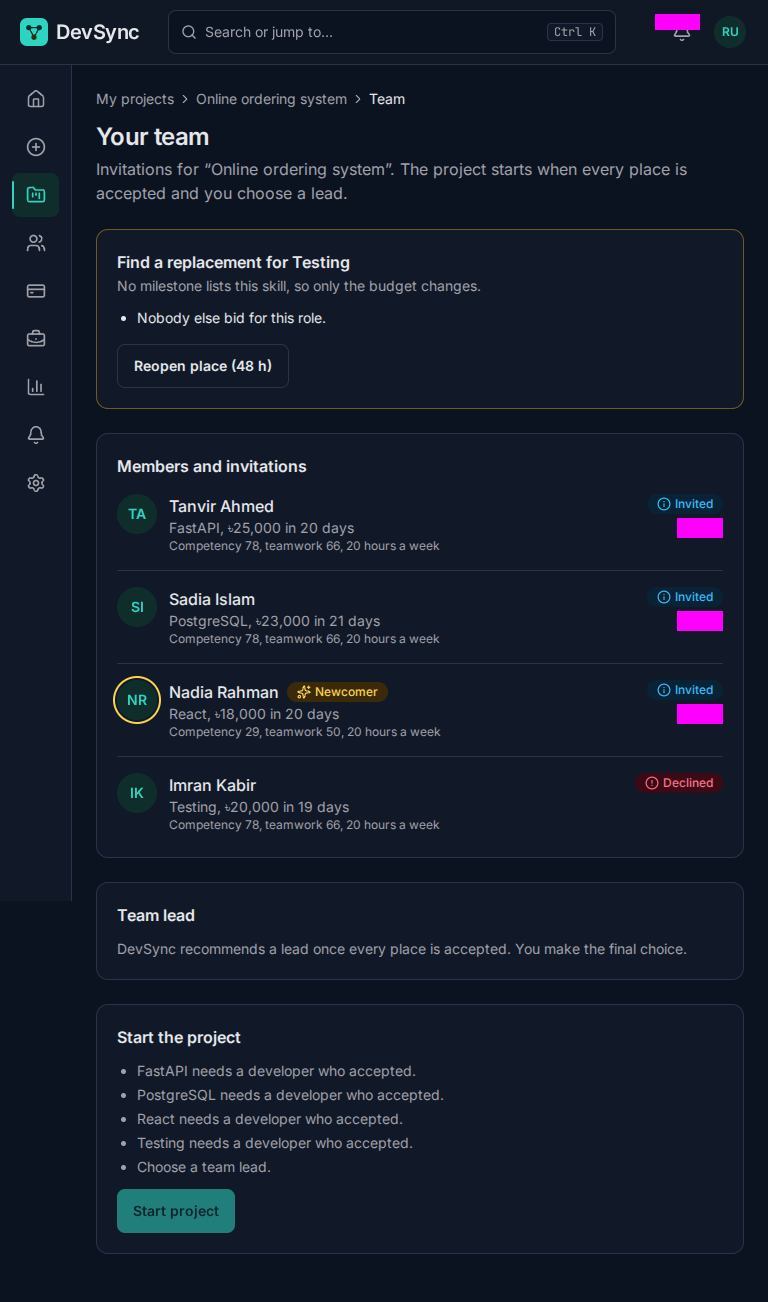 DevSync
Search or jump to...
Ctrl K
RU
My projects > Online ordering system > Team
Your team
Invitations for “Online ordering system”. The project starts when every place is
accepted and you choose a lead.
Find a replacement for Testing
No milestone lists this skill, so only the budget changes.
• Nobody else bid for this role.
Reopen place (48 h)
Members and invitations
TA
Tanvir Ahmed
Invited
FastAPI, ৳25,000 in 20 days
Competency 78, teamwork 66, 20 hours a week
SI
Sadia Islam
Invited
PostgreSQL, ৳23,000 in 21 days
Competency 78, teamwork 66, 20 hours a week
NR
Nadia Rahman
Newcomer
Invited
React, ৳18,000 in 20 days
Competency 29, teamwork 50, 20 hours a week
IK
Imran Kabir
Declined
Testing, ৳20,000 in 19 days
Competency 78, teamwork 66, 20 hours a week
Team lead
DevSync recommends a lead once every place is accepted. You make the final choice.
Start the project
• FastAPI needs a developer who accepted.
• PostgreSQL needs a developer who accepted.
• React needs a developer who accepted.
• Testing needs a developer who accepted.
• Choose a team lead.
Start project